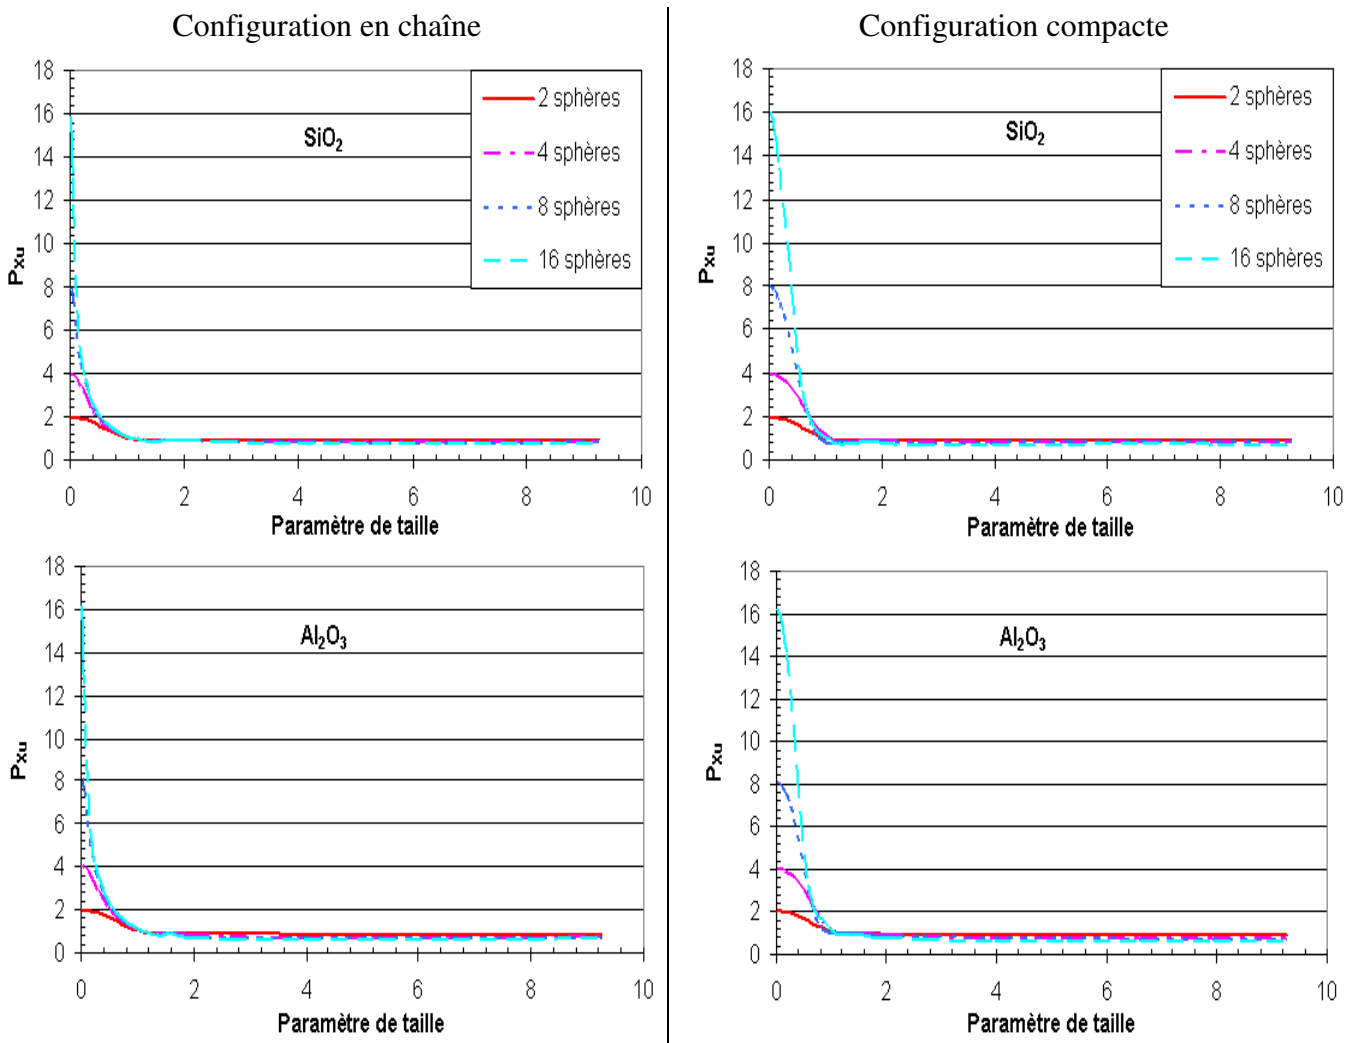 Configuration en chaîne
Configuration compacte
18
16
14
12
10
8
6
4
2
0
Pxu
SiO2
2 sphères
4 sphères
8 sphères
16 sphères
0 2 4 6 8 10
Paramètre de taille
18
16
14
12
10
8
6
4
2
0
Pxu
SiO2
2 sphères
4 sphères
8 sphères
16 sphères
0 2 4 6 8 10
Paramètre de taille
18
16
14
12
10
8
6
4
2
0
Pxu
Al2O3
0 2 4 6 8 10
Paramètre de taille
18
16
14
12
10
8
6
4
2
0
Pxu
Al2O3
0 2 4 6 8 10
Paramètre de taille